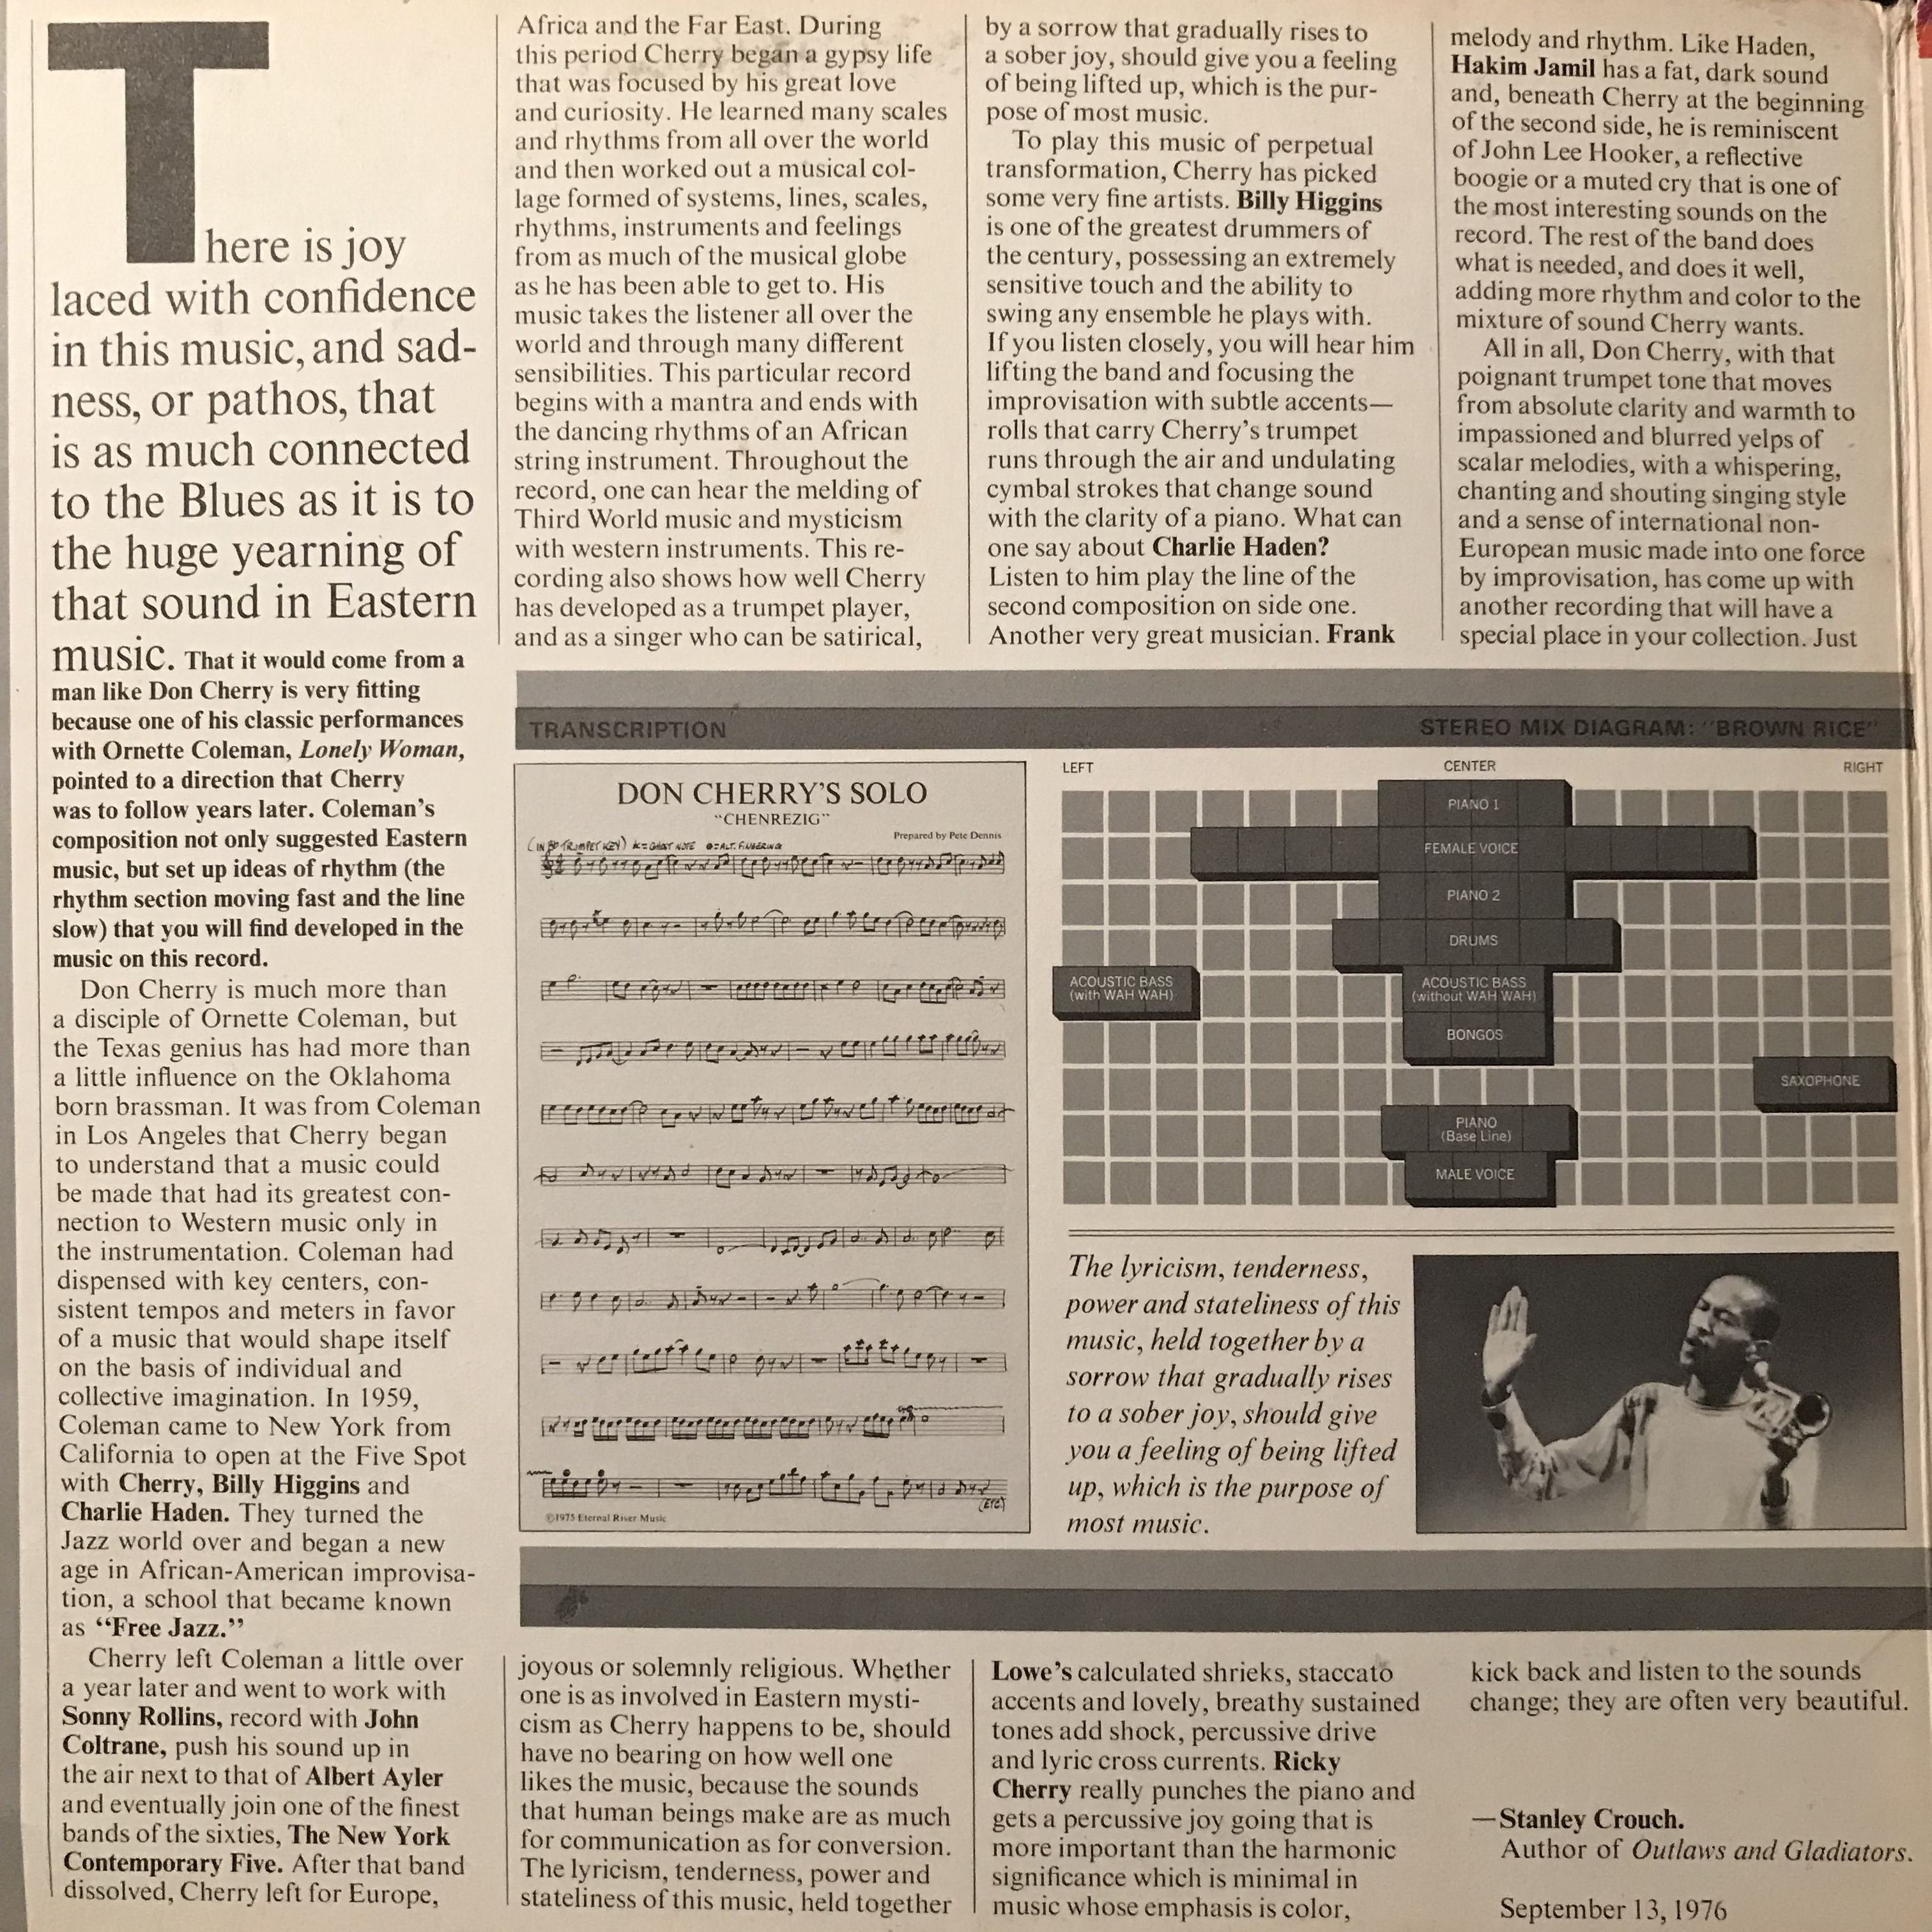 There is joy
laced with confidence
in this music, and sad-
ness, or pathos, that
is as much connected
to the Blues as it is to
the huge yearning of
that sound in Eastern
music. That it would come from a
man like Don Cherry is very fitting
because one of his classic performances
with Ornette Coleman, Lonely Woman,
pointed to a direction that Cherry
was to follow years later. Coleman's
composition not only suggested Eastern
music, but set up ideas of rhythm (the
rhythm section moving fast and the line
slow) that you will find developed in the
music on this record.
Don Cherry is much more than
a disciple of Ornette Coleman, but
the Texas genius has had more than
a little influence on the Oklahoma
born brassman. It was from Coleman
in Los Angeles that Cherry began
to understand that a music could
be made that had its greatest con-
nection to Western music only in
the instrumentation. Coleman had
dispensed with key centers, con-
sistent tempos and meters in favor
of a music that would shape itself
on the basis of individual and
collective imagination. In 1959,
Coleman came to New York from
California to open at the Five Spot
with Cherry, Billy Higgins and
Charlie Haden. They turned the
Jazz world over and began a new
age in African-American improvisa-
tion, a school that became known
as “Free Jazz.”
Cherry left Coleman a little over
a year later and went to work with
Sonny Rollins, record with John
Coltrane, push his sound up in
the air next to that of Albert Ayler
and eventually join one of the finest
bands of the sixties, The New York
Contemporary Five. After that band
dissolved, Cherry left for Europe,
Africa and the Far East. During
this period Cherry began a gypsy life
that was focused by his great love
and curiosity. He learned many scales
and rhythms from all over the world
and then worked out a musical col-
lage formed of systems, lines, scales,
rhythms, instruments and feelings
from as much of the musical globe
as he has been able to get to. His
music takes the listener all over the
world and through many different
sensibilities. This particular record
begins with a mantra and ends with
the dancing rhythms of an African
string instrument. Throughout the
record, one can hear the melding of
Third World music and mysticism
with western instruments. This re-
cording also shows how well Cherry
has developed as a trumpet player,
and as a singer who can be satirical,
joyous or solemnly religious. Whether
one is as involved in Eastern mysti-
cism as Cherry happens to be, should
have no bearing on how well one
likes the music, because the sounds
that human beings make are as much
for communication as for conversion.
The lyricism, tenderness, power and
stateliness of this music, held together
by a sorrow that gradually rises to
a sober joy, should give you a feeling
of being lifted up, which is the pur-
pose of most music.
To play this music of perpetual
transformation, Cherry has picked
some very fine artists. Billy Higgins
is one of the greatest drummers of
the century, possessing an extremely
sensitive touch and the ability to
swing any ensemble he plays with.
If you listen closely, you will hear him
lifting the band and focusing the
improvisation with subtle accents—
rolls that carry Cherry's trumpet
runs through the air and undulating
cymbal strokes that change sound
with the clarity of a piano. What can
one say about Charlie Haden?
Listen to him play the line of the
second composition on side one.
Another very great musician. Frank
Lowe's calculated shrieks, staccato
accents and lovely, breathy sustained
tones add shock, percussive drive
and lyric cross currents. Ricky
Cherry really punches the piano and
gets a percussive joy going that is
more important than the harmonic
significance which is minimal in
music whose emphasis is color,
melody and rhythm. Like Haden,
Hakim Jamil has a fat, dark sound
and, beneath Cherry at the beginning
of the second side, he is reminiscent
of John Lee Hooker, a reflective
boogie or a muted cry that is one of
the most interesting sounds on the
record. The rest of the band does
what is needed, and does it well,
adding more rhythm and color to the
mixture of sound Cherry wants.
All in all, Don Cherry, with that
poignant trumpet tone that moves
from absolute clarity and warmth to
impassioned and blurred yelps of
scalar melodies, with a whispering,
chanting and shouting singing style
and a sense of international non-
European music made into one force
by improvisation, has come up with
another recording that will have a
special place in your collection. Just
kick back and listen to the sounds
change; they are often very beautiful.
—Stanley Crouch.
Author of Outlaws and Gladiators.
September 13, 1976
TRANSCRIPTION
DON CHERRY'S SOLO
“CHENREZIG”
Prepared by Pete Dennis
(IN Bb TRUMPET KEY) x=GHOST NOTE ⊕=ALT. FINGERING
(ETC)
©1975 Eternal River Music
STEREO MIX DIAGRAM: “BROWN RICE”
LEFT CENTER RIGHT
PIANO 1
FEMALE VOICE
PIANO 2
DRUMS
ACOUSTIC BASS
(with WAH WAH)
ACOUSTIC BASS
(without WAH WAH)
BONGOS
SAXOPHONE
PIANO
(Base Line)
MALE VOICE
The lyricism, tenderness,
power and stateliness of this
music, held together by a
sorrow that gradually rises
to a sober joy, should give
you a feeling of being lifted
up, which is the purpose of
most music.